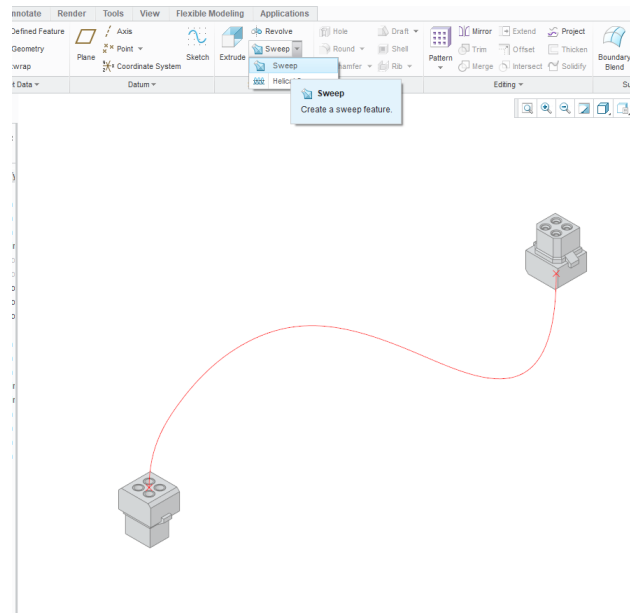 nnotate Render Tools View Flexible Modeling Applications
Defined Feature Axis Revolve Hole Draft Mirror Extend Project
Geometry Point Sweep Round Shell Trim Offset Thicken
wrap Plane Coordinate System Sketch Extrude Sweep hamfer Rib Pattern Merge Intersect Solidify Boundary
Blend
t Data Datum Helical Editing Su
Sweep
Create a sweep feature.